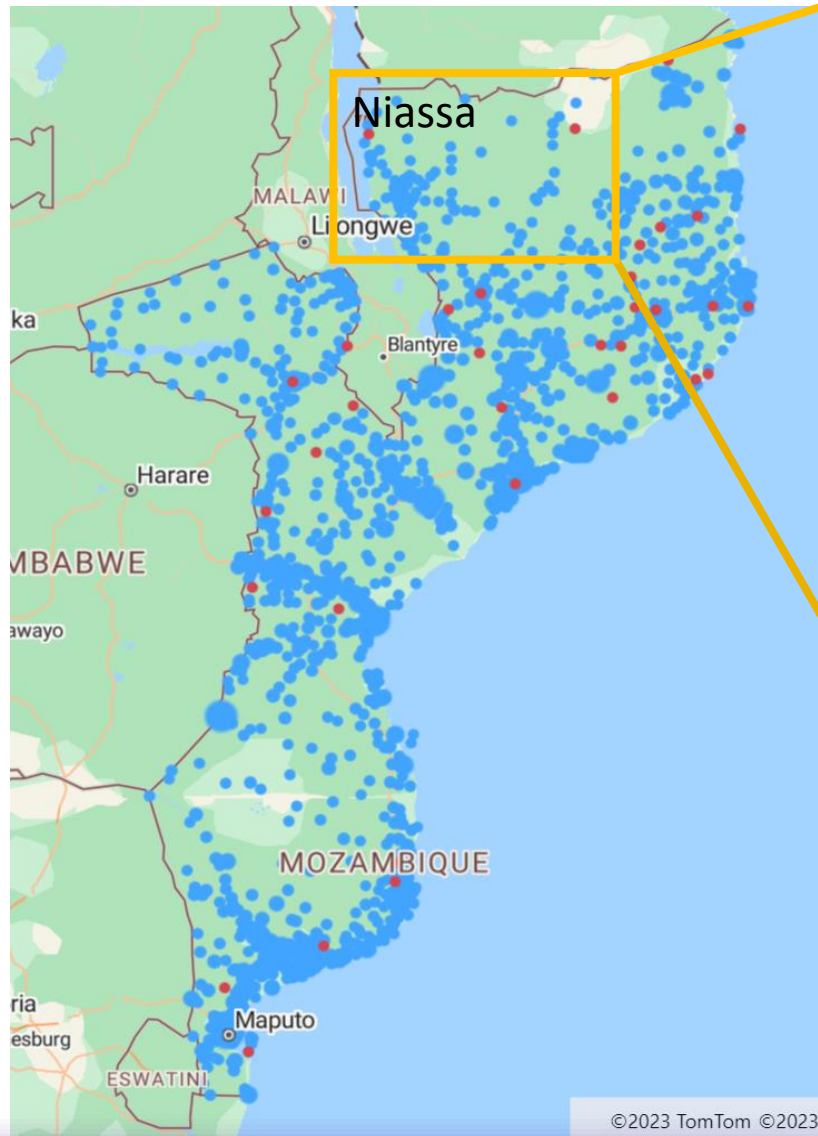 Niassa
MALAWI
Lilongwe
ka
Blantyre
Harare
MBABWE
awayo
MOZAMBIQUE
ria
esburg
Maputo
ESWATINI
©2023 TomTom ©2023